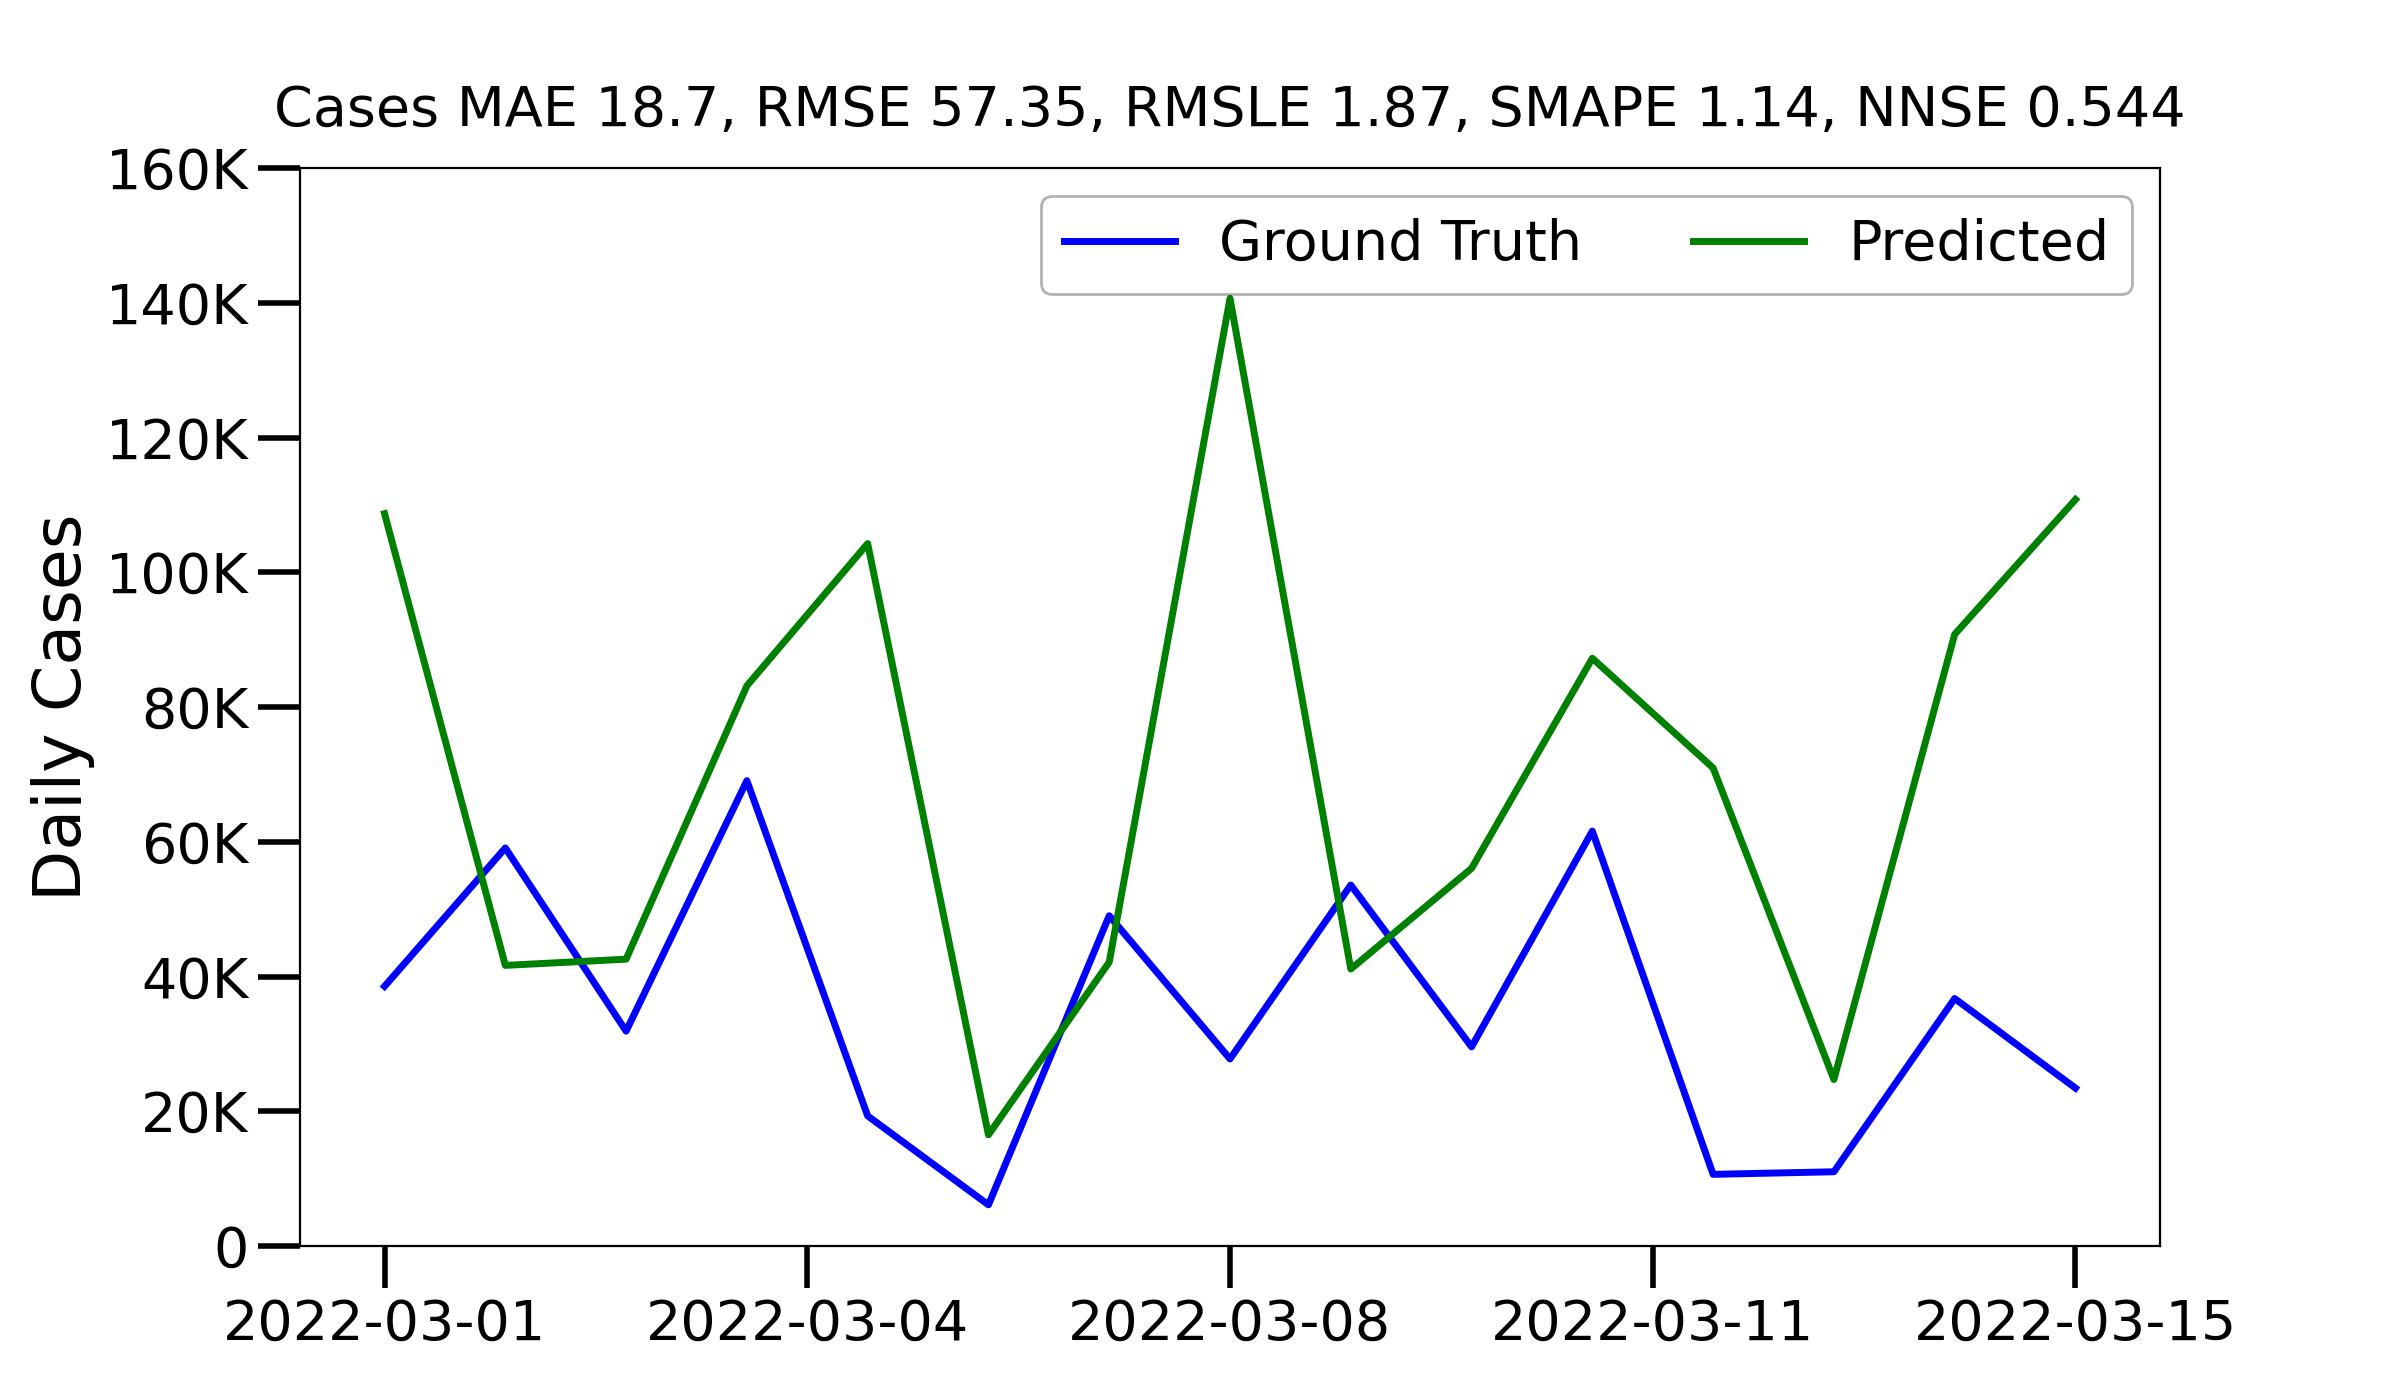 Cases MAE 18.7, RMSE 57.35, RMSLE 1.87, SMAPE 1.14, NNSE 0.544
160K
140K
120K
100K
80K
60K
40K
20K
0
Daily Cases
Ground Truth
Predicted
2022-03-01
2022-03-04
2022-03-08
2022-03-11
2022-03-15